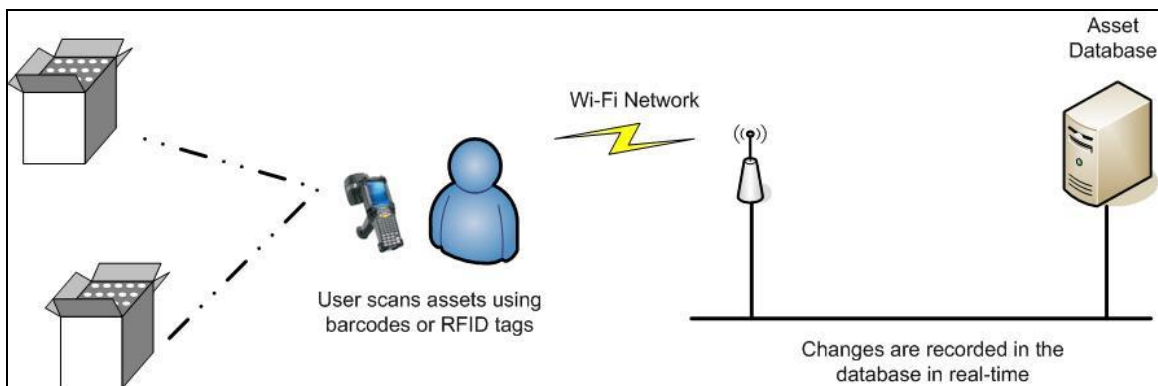 Asset
Database
Wi-Fi Network
User scans assets using
barcodes or RFID tags
Changes are recorded in the
database in real-time